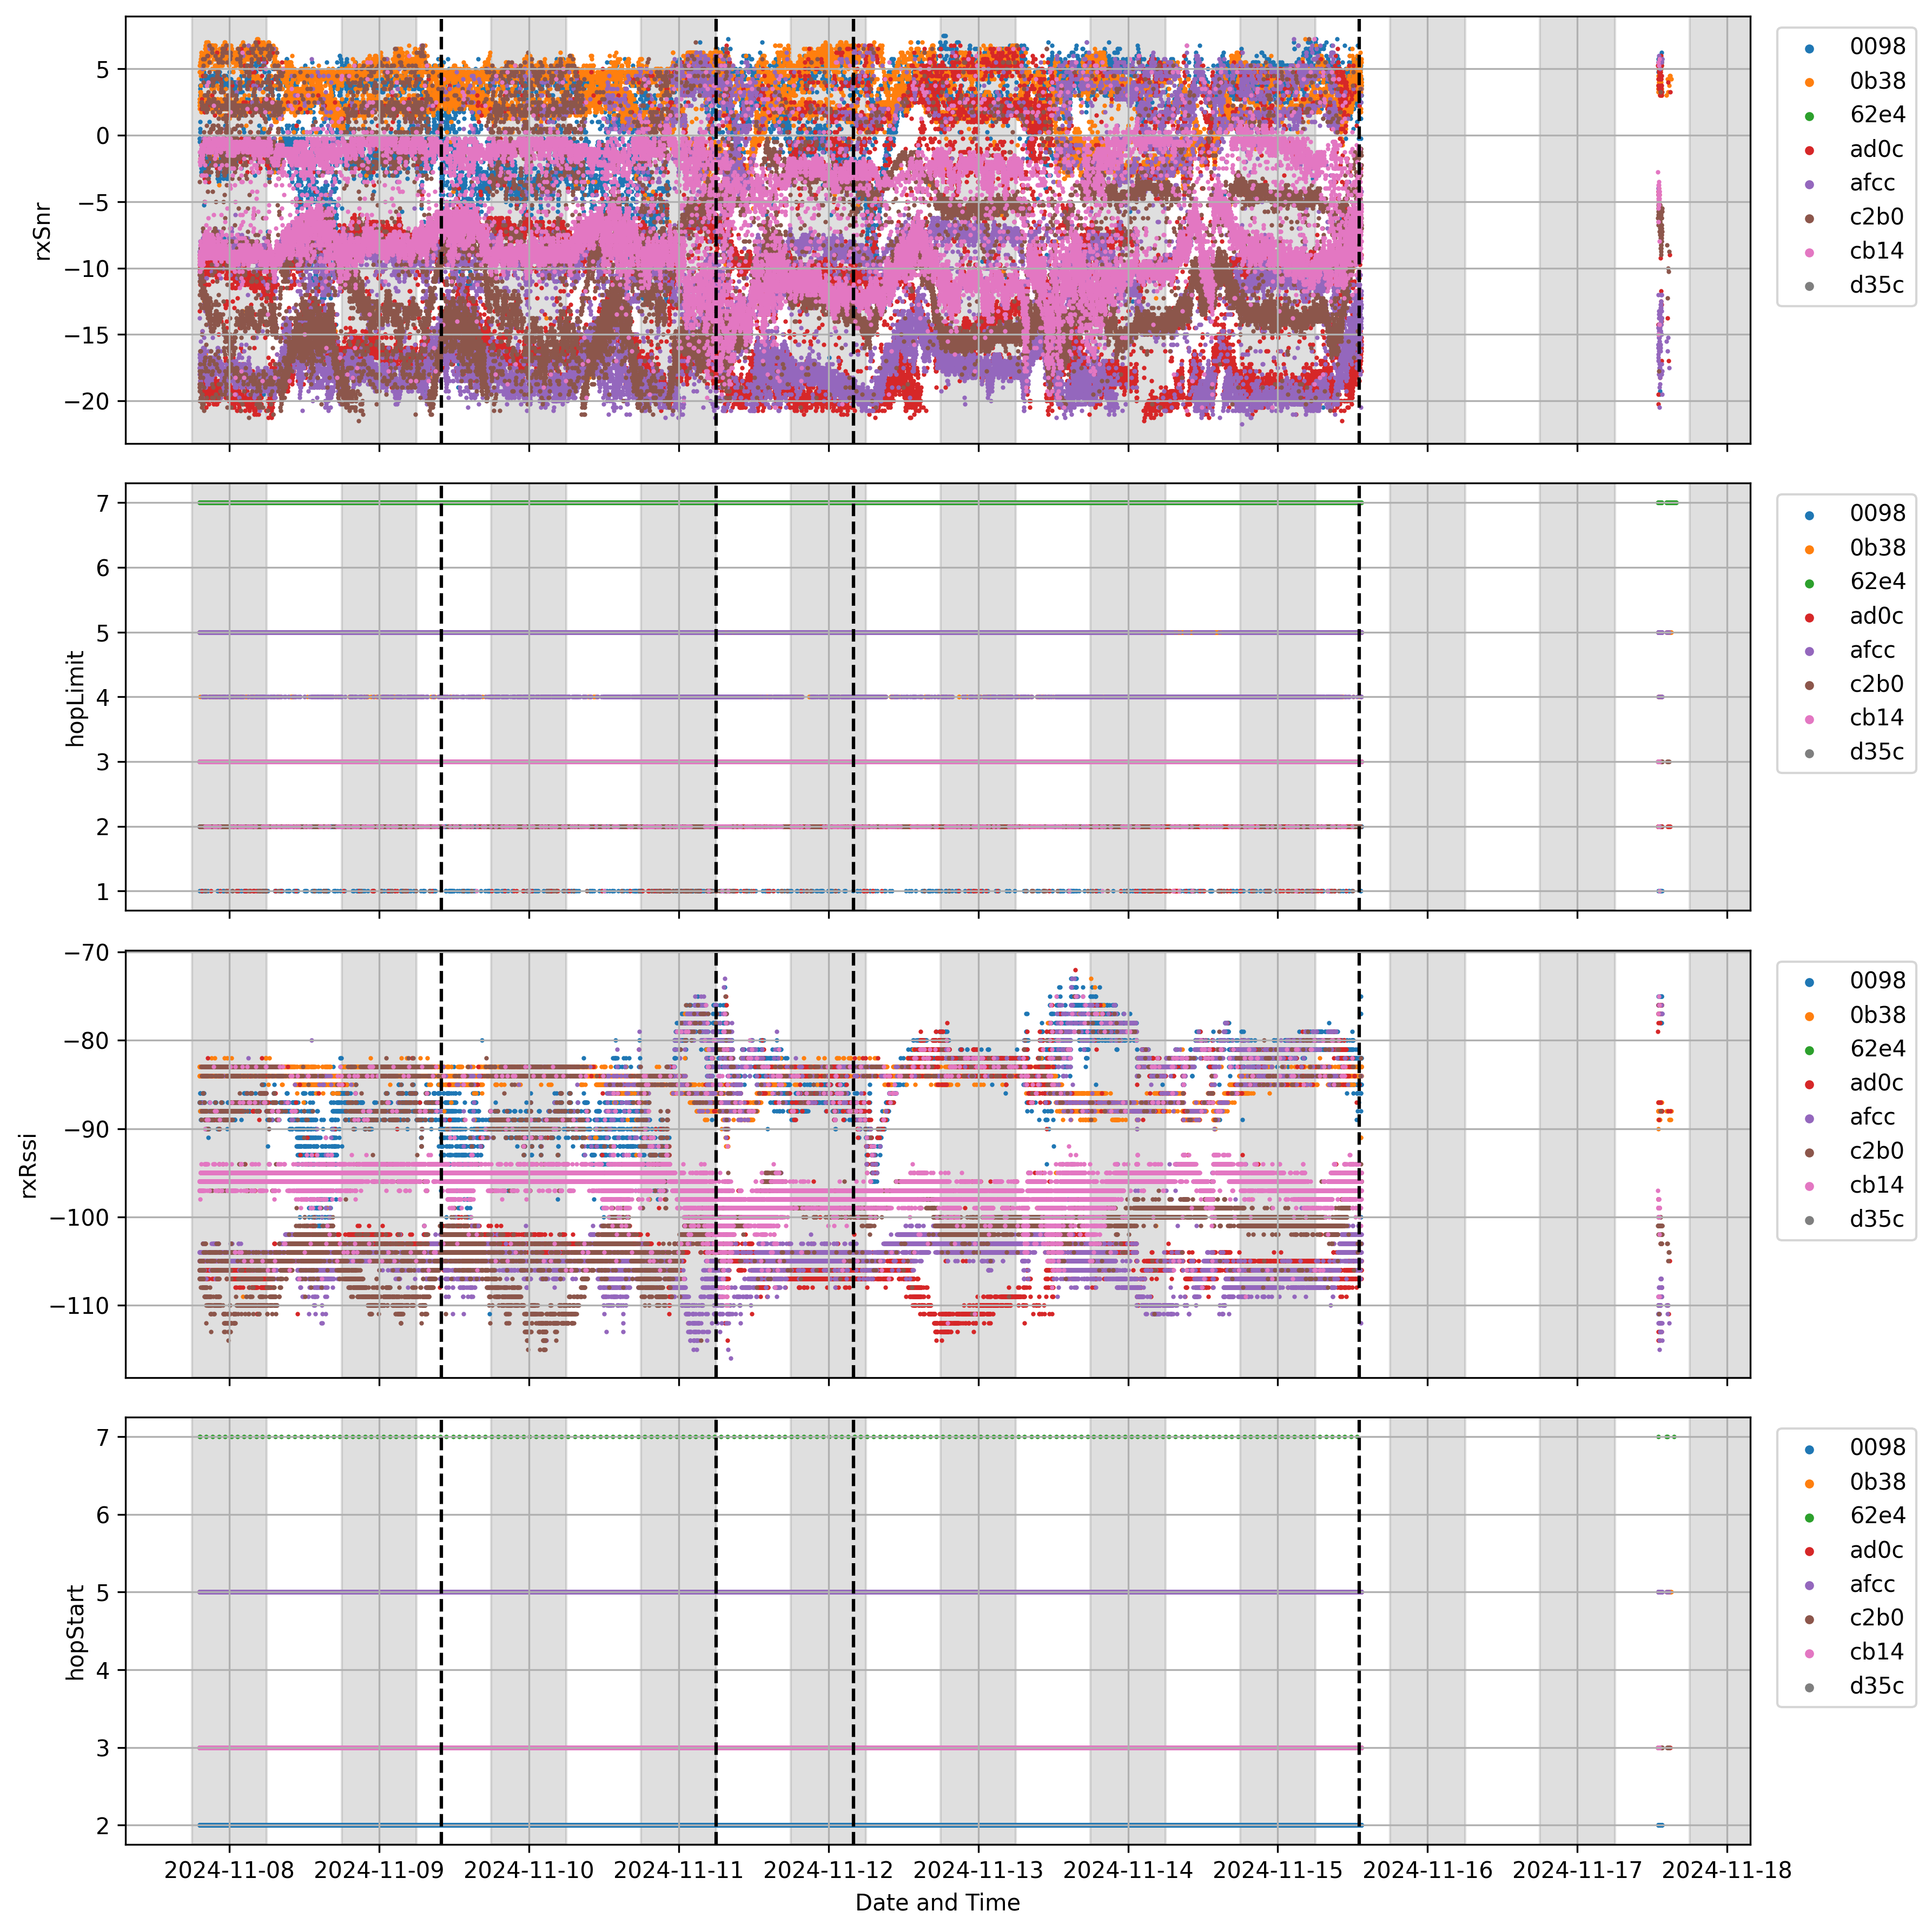 5
0
−5
−10
−15
−20
rxSnr
0098
0b38
62e4
ad0c
afcc
c2b0
cb14
d35c
7
6
5
4
3
2
1
hopLimit
0098
0b38
62e4
ad0c
afcc
c2b0
cb14
d35c
−70
−80
−90
−100
−110
rxRssi
0098
0b38
62e4
ad0c
afcc
c2b0
cb14
d35c
7
6
5
4
3
2
hopStart
0098
0b38
62e4
ad0c
afcc
c2b0
cb14
d35c
2024-11-08 2024-11-09 2024-11-10 2024-11-11 2024-11-12 2024-11-13 2024-11-14 2024-11-15 2024-11-16 2024-11-17 2024-11-18
Date and Time